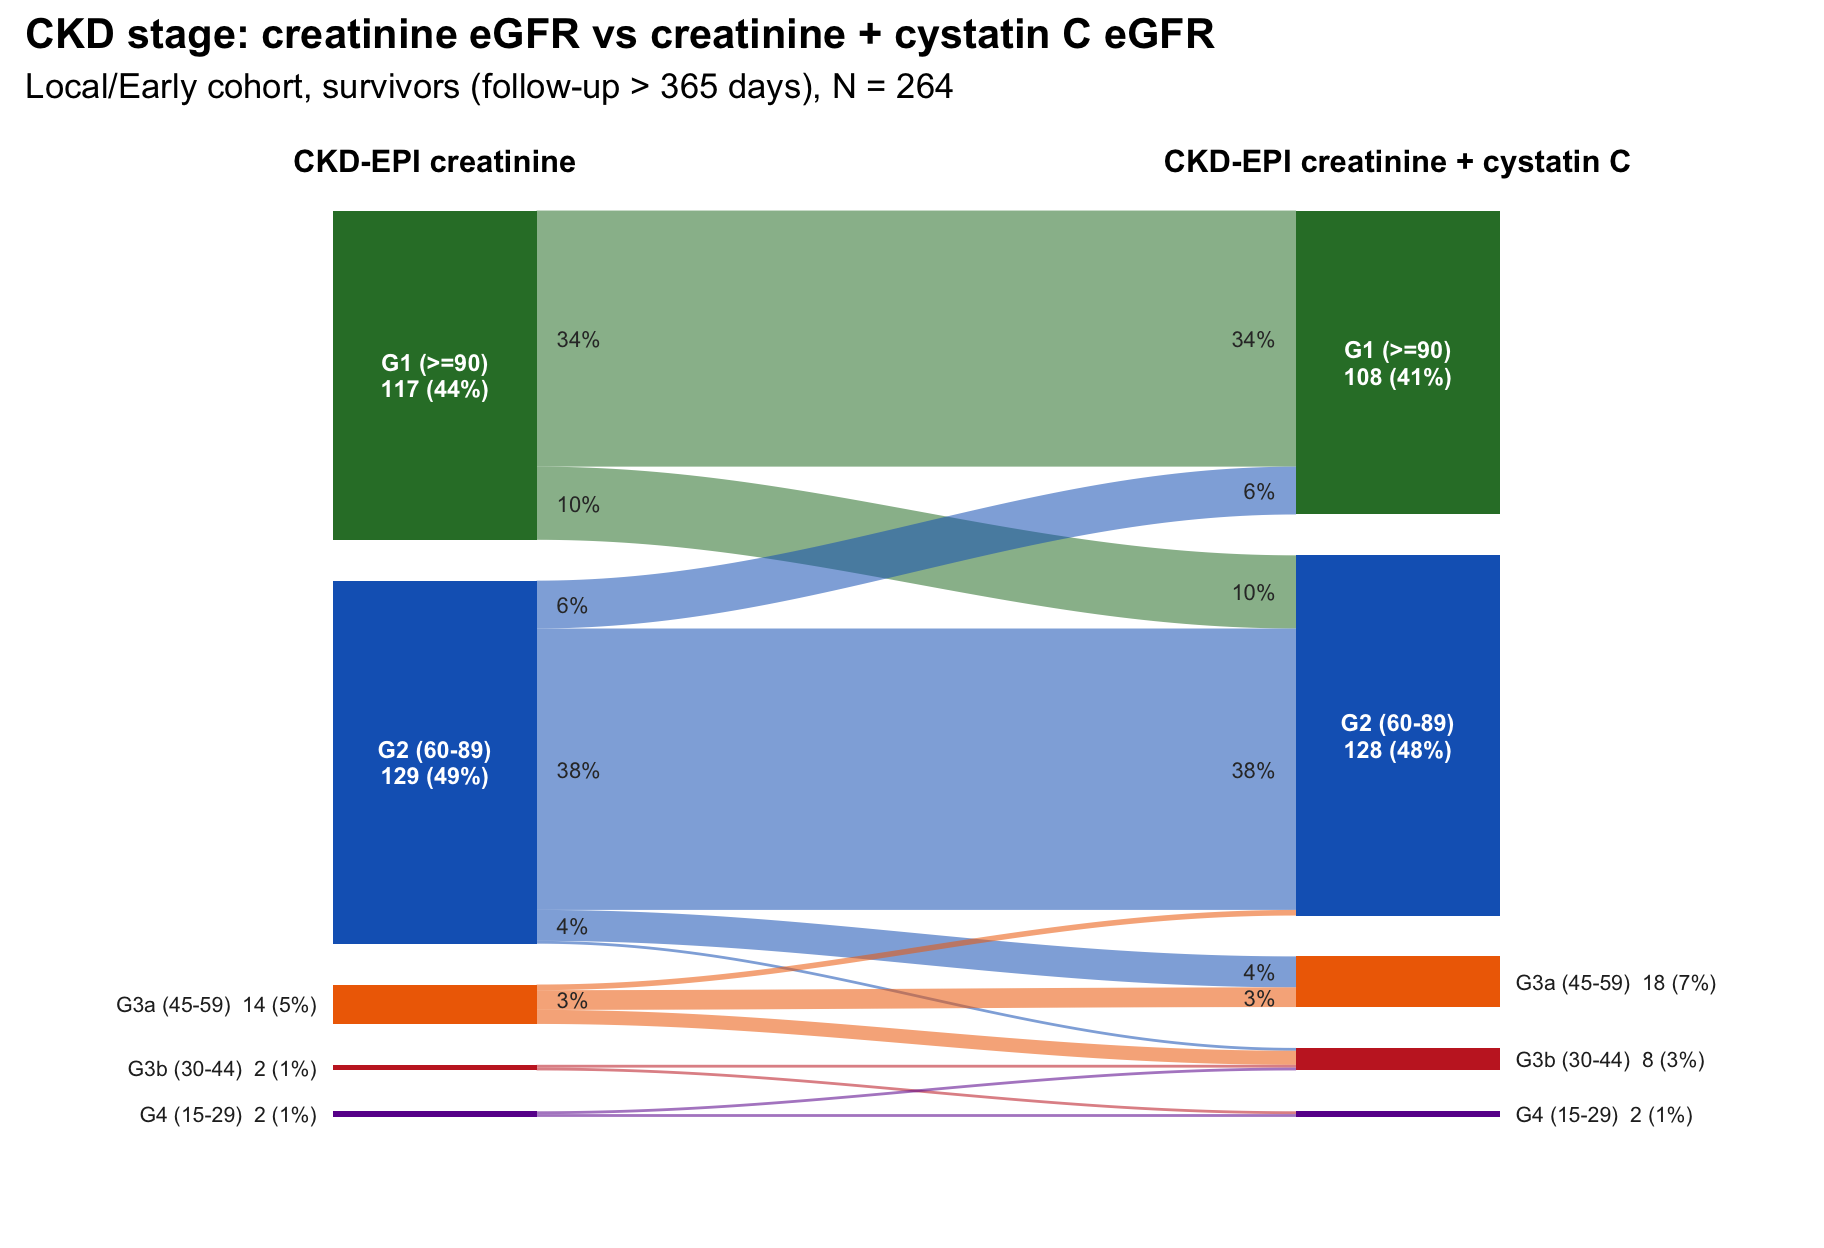 CKD stage: creatinine eGFR vs creatinine + cystatin C eGFR
Local/Early cohort, survivors (follow-up > 365 days), N = 264
CKD-EPI creatinine
CKD-EPI creatinine + cystatin C
G1 (>=90)
117 (44%)
34%
34%
G1 (>=90)
108 (41%)
10%
6%
6%
10%
G2 (60-89)
129 (49%)
38%
38%
G2 (60-89)
128 (48%)
4%
4%
G3a (45-59) 14 (5%)
3%
3%
G3a (45-59) 18 (7%)
G3b (30-44) 2 (1%)
G3b (30-44) 8 (3%)
G4 (15-29) 2 (1%)
G4 (15-29) 2 (1%)